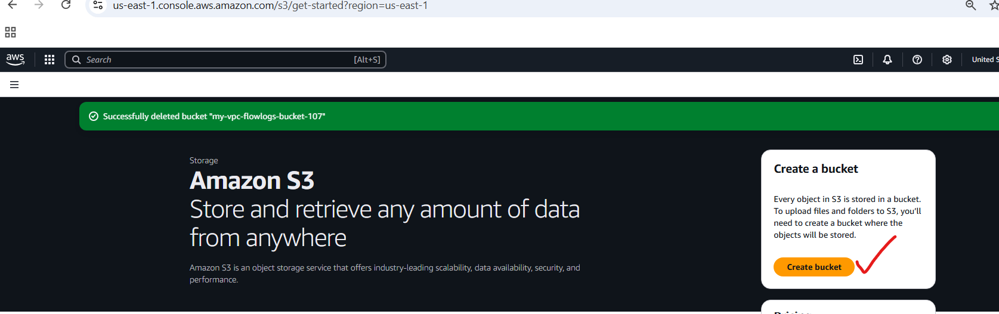 us-east-1.console.aws.amazon.com/s3/get-started?region=us-east-1
aws
Search
[Alt+S]
United S
Successfully deleted bucket "my-vpc-flowlogs-bucket-107"
Storage
Amazon S3
Store and retrieve any amount of data
from anywhere
Amazon S3 is an object storage service that offers industry-leading scalability, data availability, security, and
performance.
Create a bucket
Every object in S3 is stored in a bucket.
To upload files and folders to S3, you'll
need to create a bucket where the
objects will be stored.
Create bucket